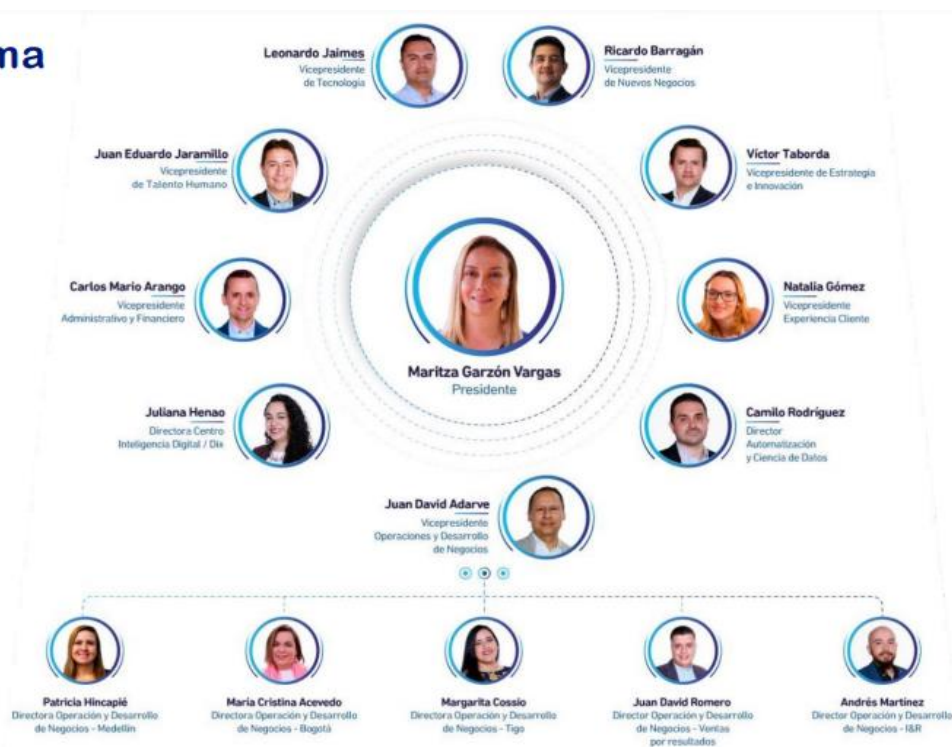 ma
Leonardo Jaimes
Vicepresidente
de Tecnología
Ricardo Barragán
Vicepresidente
de Nuevos Negocios
Juan Eduardo Jaramillo
Vicepresidente
de Talento Humano
Víctor Taborda
Vicepresidente de Estrategia
e Innovación
Carlos Mario Arango
Vicepresidente
Administrativo y Financiero
Natalia Gómez
Vicepresidente
Experiencia Cliente
Maritza Garzón Vargas
Presidente
Juliana Henao
Directora Centro
Inteligencia Digital /
Camilo Rodríguez
Director
Automatización
y Ciencia de Datos
Juan David Adarve
Vicepresidente
Operaciones y Desarrollo
de Negocios
Patricia Hincapié
Directora Operación y Desarrollo
de Negocios - Medellín
María Cristina Acevedo
Directora Operación y Desarrollo
de Negocios - Bogotá
Margarita Cossio
Directora Operación y Desarrollo
de Negocios - Tigo
Juan David Romero
Director Operación y Desarrollo
de Negocios - Ventas
por resultados
Andrés Martínez
Director Operación y Desarrollo
de Negocios - I&R